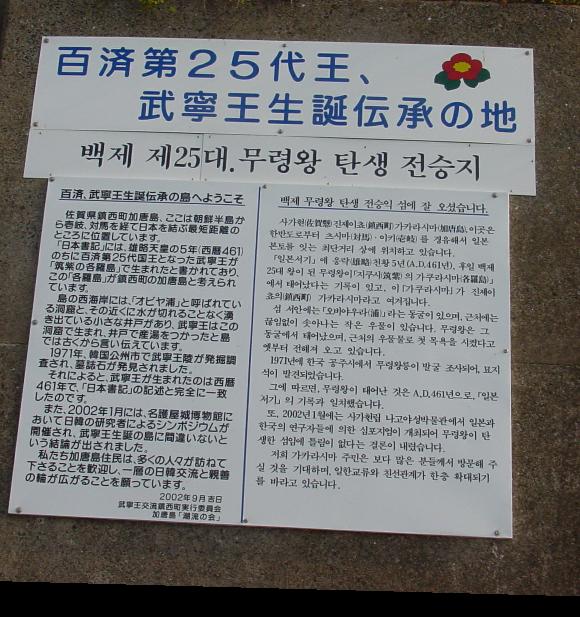 百済第２５代王、
武寧王生誕伝承の地
백제 제25대.무령왕 탄생 전승지
百済、武寧王生誕伝承の島へようこそ
佐賀県鎮西町加唐島、ここは朝鮮半島か
ら壱岐、対馬を経て日本を結ぶ最短距離の
ところに位置しています。
「日本書記」には、雄略天皇の5年(西暦461)
のちに百済第25代国王となった武寧王が
「筑紫の各羅島」で生まれたと書かれており、
この「各羅島」が鎮西町の加唐島と考えられ
ています。
島の西海岸には、「オビヤ浦」と呼ばれてい
る洞窟と、その近くに水が切れることなく湧
き出ている小さな井戸があり、武寧王はこの
洞窟で生まれ、井戸で産湯をつかったと島
では古くから言い伝えています。
1971年、韓国公州市で武寧王陵が発掘調
査され、墓誌石が発見されました。
それによると、武寧王が生まれたのは西暦
461年で、「日本書記」の記述と完全に一致
したのです。
また、2002年1月には、名護屋城博物館に
おいて日韓の研究者によるシンポジウムが
開催され、武寧王生誕の島に間違いないと
いう結論が出されました。
私たち加唐島住民は、多くの人々が訪ねて
下さることを歓迎し、一層の日韓交流と親善
の輪が広がることを願っています。
2002年9月吉日
武寧王交流鎮西町実行委員会
加唐島「潮流の会」
백제 무령왕 탄생 전승의 섬에 잘 오셨습니다.
사가현(佐賀懸)진제이쵸(鎮西町)가카라시마(加唐島), 이곳은
한반도로부터 츠시마(対馬)・이키(壱岐)를 경유해서 일본
본토를 잇는 최단거리 상에 위치하고 있습니다.
『일본서기』에 웅략(雄略)천황 5년(A.D.461년), 후일 백제
25대 왕이 된 무령왕이「지쿠시(筑紫)의 가쿠라시마(各羅島)」
에서 태어났다는 기록이 있고, 이「가쿠라시마」가 진제이
쵸의(鎮西町) 가카라시마라고 여겨집니다.
섬 서안에는「오비야우라(浦)」라는 동굴이 있으며, 근처에는
끊임없이 솟아나는 작은 우물이 있습니다. 무령왕은 그
동굴에서 태어났으며, 근처의 우물물로 첫 목욕을 시켰다고
옛부터 전해져 오고 있습니다.
1971년에 한국 공주시에서 무령왕릉이 발굴 조사되어, 묘지
석이 발견되었습니다.
그에 따르면, 무령왕이 태어난 것은 A.D.461년으로,『일본
서기』의 기록과 일치했습니다.
또, 2002년1월에는 사가현립 나고야성박물관에서 일본과
한국의 연구자들에 의한 심포지엄이 개최되어 무령왕이 탄
생한 섬임에 틀림이 없다는 결론이 내렸습니다.
저희 가카라시마 주민은 보다 많은 분들께서 방문해 주
실 것을 기대하며, 일한교류와 친선관계가 한층 확대되기
를 바라고 있습니다.